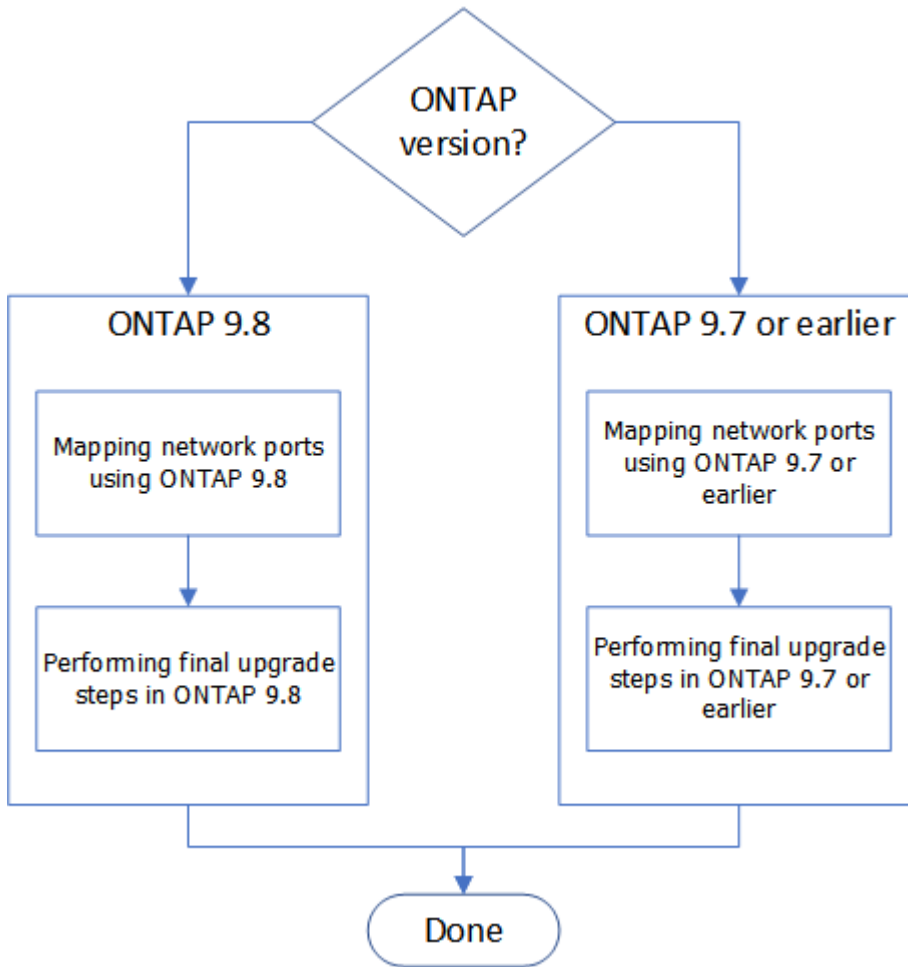 ONTAP
version?
ONTAP 9.8
Mapping network ports
using ONTAP 9.8
Performing final upgrade
steps in ONTAP 9.8
ONTAP 9.7 or earlier
Mapping network ports
using ONTAP 9.7 or
earlier
Performing final upgrade
steps in ONTAP 9.7 or
earlier
Done